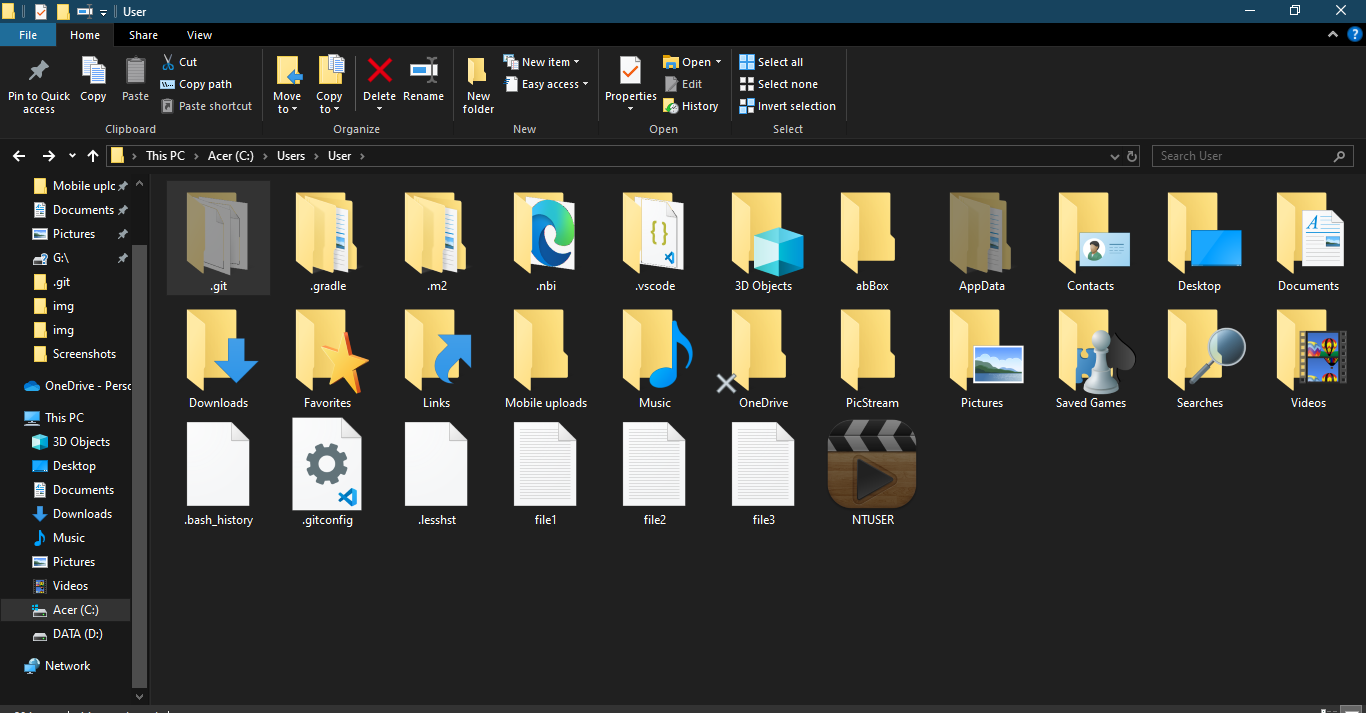 User
File Home Share View
Pin to Quick access
Copy
Paste
Cut
Copy path
Paste shortcut
Clipboard
Move to
Copy to
Delete
Rename
Organize
New folder
New item
Easy access
New
Properties
Open
Edit
History
Open
Select all
Select none
Invert selection
Select
This PC > Acer (C:) > Users > User >
Search User
Mobile uplc
Documents
Pictures
G:\
.git
img
img
Screenshots
OneDrive - Persc
This PC
3D Objects
Desktop
Documents
Downloads
Music
Pictures
Videos
Acer (C:)
DATA (D:)
Network
.git .gradle .m2 .nbi .vscode 3D Objects abBox AppData Contacts Desktop Documents
Downloads Favorites Links Mobile uploads Music OneDrive PicStream Pictures Saved Games Searches Videos
.bash_history .gitconfig .lesshst file1 file2 file3 NTUSER